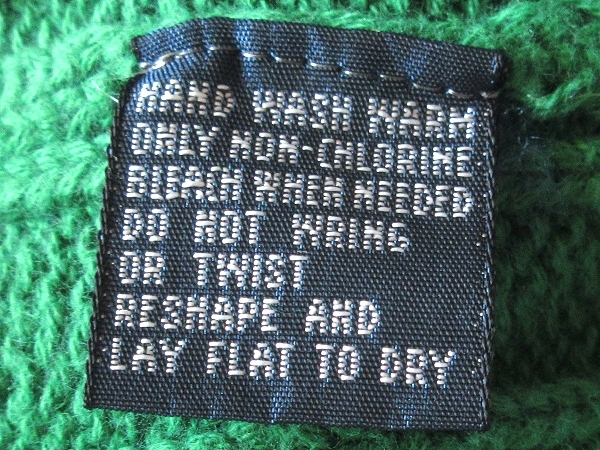 HAND WASH WARM
ONLY NON-CHLORINE
BLEACH WHEN NEEDED
DO NOT WRING
OR TWIST
RESHAPE AND
LAY FLAT TO DRY